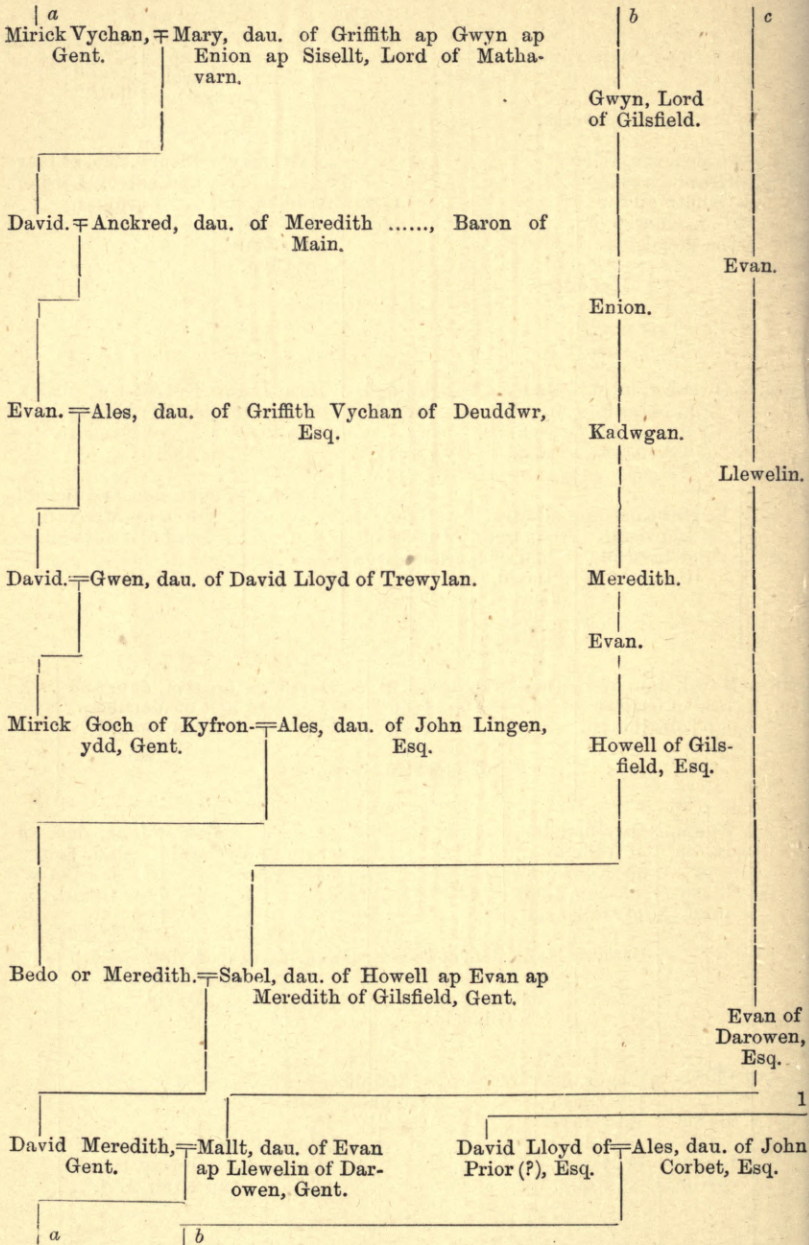 a b c
Mirick Vychan, Mary, dau. of Griffith ap Gwyn ap
Gent. Enion ap Sisellt, Lord of Matha-
varn.
Gwyn, Lord
of Gilsfield.
David. Anckred, dau. of Meredith ......, Baron of
Main.
Evan.
Enion.
Evan. Ales, dau. of Griffith Vychan of Deuddwr,
Esq.
Kadwgan.
Llewelin.
David. Gwen, dau. of David Lloyd of Trewylan.
Meredith.
Evan.
Mirick Goch of Kyfron- Ales, dau. of John Lingen,
ydd, Gent. Esq.
Howell of Gils-
field, Esq.
Bedo or Meredith. Sabel, dau. of Howell ap Evan ap
Meredith of Gilsfield, Gent.
Evan of
Darowen,
Esq.
1
David Meredith, Mallt, dau. of Evan
Gent. ap Llewelin of Dar-
owen, Gent.
David Lloyd of Ales, dau. of John
Prior (?), Esq. Corbet, Esq.
a b